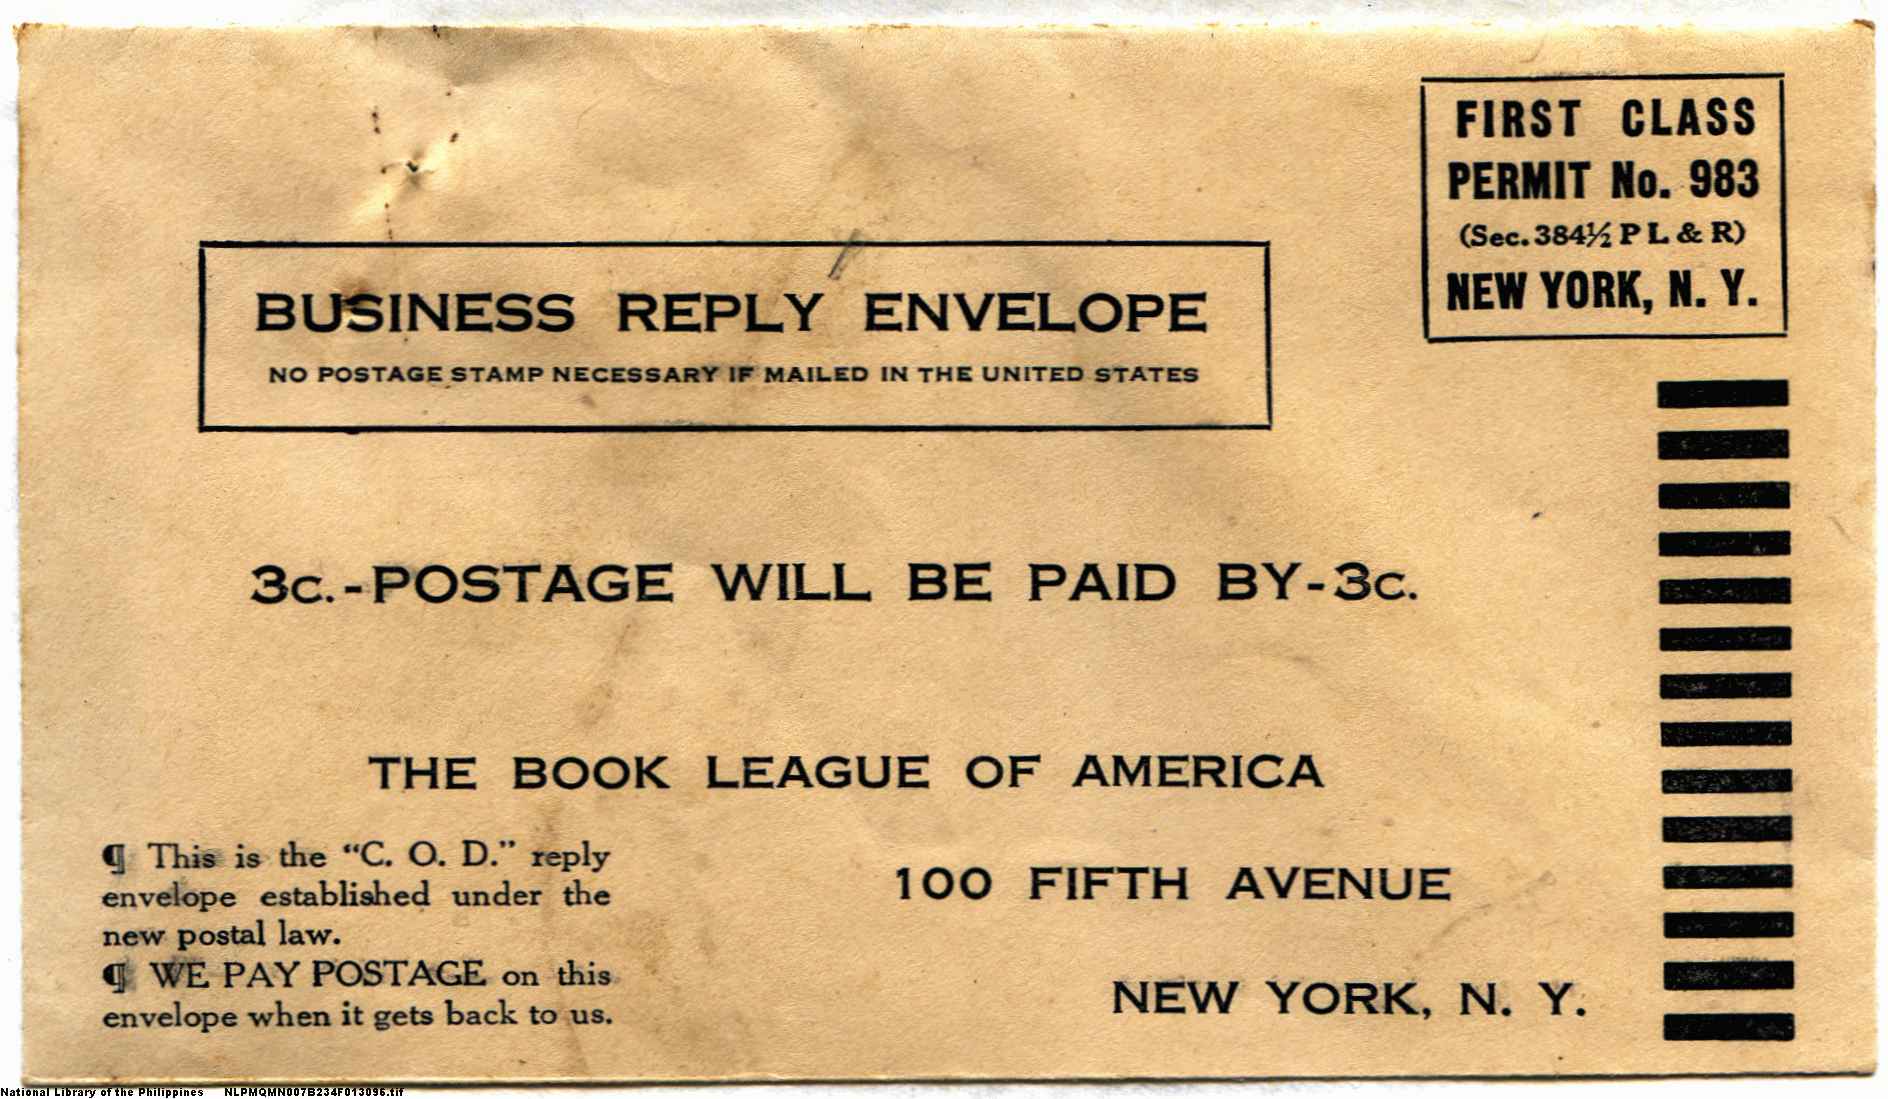 FIRST CLASS
PERMIT No. 983
(Sec. 384½ P L & R)
NEW YORK, N. Y.
BUSINESS REPLY ENVELOPE
NO POSTAGE STAMP NECESSARY IF MAILED IN THE UNITED STATES
3c.-POSTAGE WILL BE PAID BY-3c.
THE BOOK LEAGUE OF AMERICA
100 FIFTH AVENUE
NEW YORK, N. Y.
¶ This is the “C. O. D.” reply
envelope established under the
new postal law.
¶ WE PAY POSTAGE on this
envelope when it gets back to us.
National Library of the Philippines NLPMQMN007B234F013096.tif